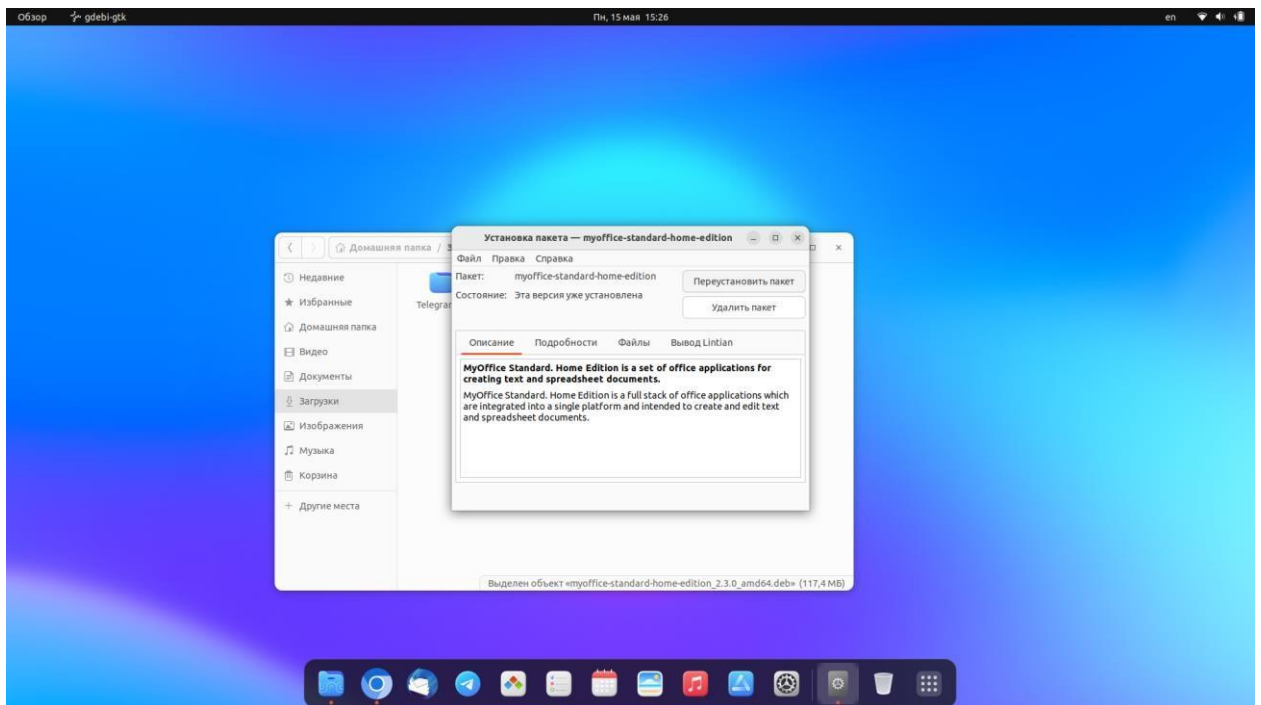 Обзор gdebi-gtk Пн, 15 мая 15:26 en
Установка пакета — myoffice-standard-home-edition
Домашняя папка /
Файл Правка Справка
Недавние
Избранные
Домашняя папка
Видео
Документы
Загрузки
Изображения
Музыка
Корзина
+ Другие места
Telegra
Пакет: myoffice-standard-home-edition
Переустановить пакет
Состояние: Эта версия уже установлена
Удалить пакет
Описание Подробности Файлы Вывод Lintian
MyOffice Standard. Home Edition is a set of office applications for
creating text and spreadsheet documents.
MyOffice Standard. Home Edition is a full stack of office applications which
are integrated into a single platform and intended to create and edit text
and spreadsheet documents.
Выделен объект «myoffice-standard-home-edition_2.3.0_amd64.deb» (117,4 МБ)